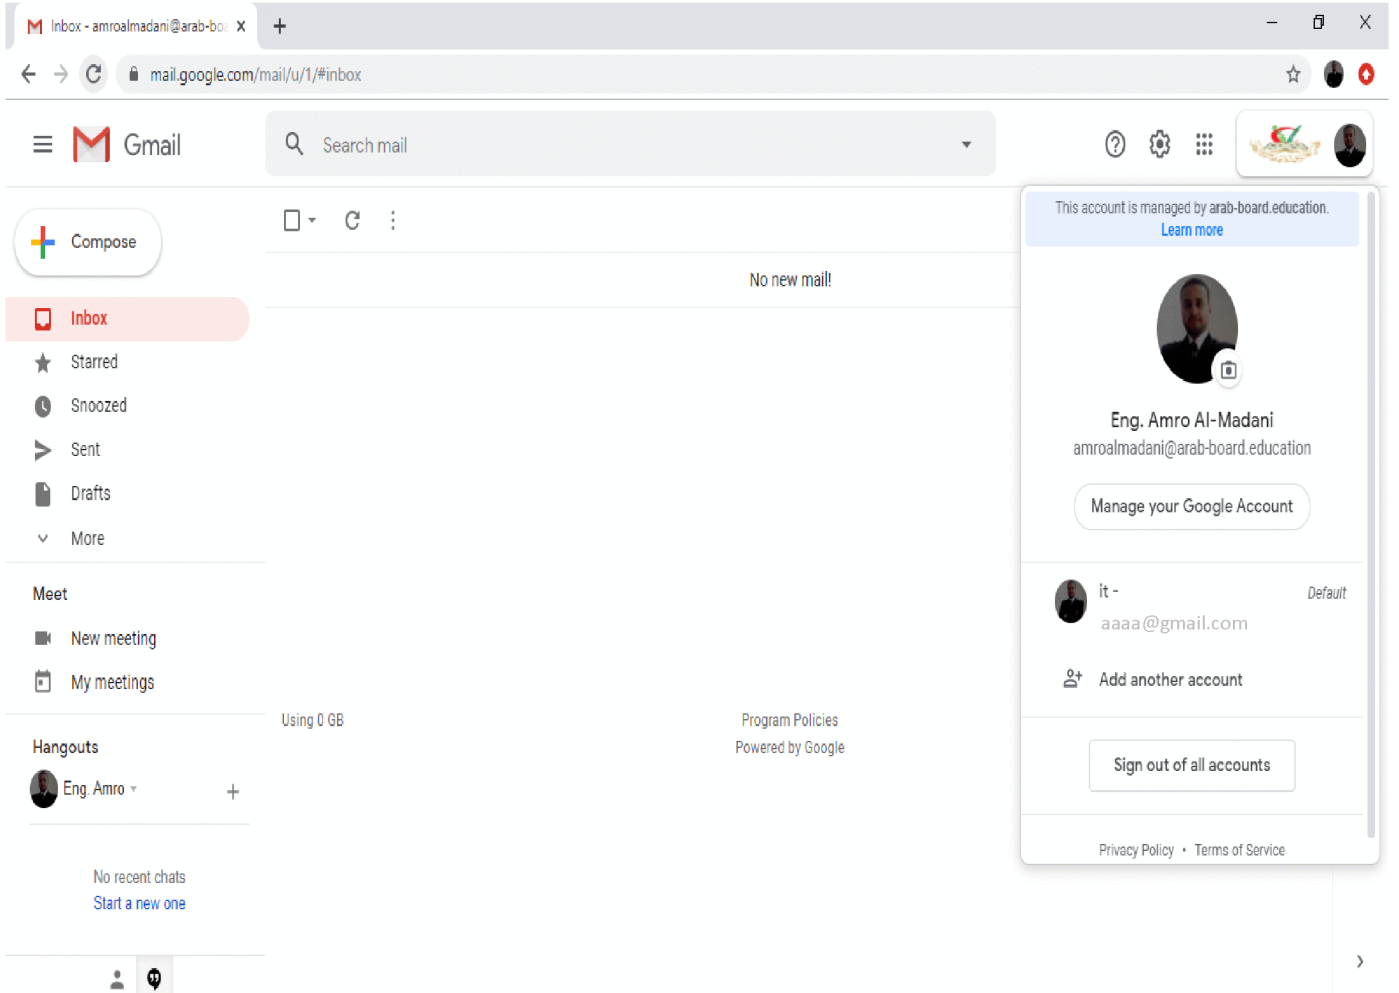 Inbox - amroalmadani@arab-boa
mail.google.com/mail/u/1/#inbox
Gmail
Search mail
Compose
Inbox
Starred
Snoozed
Sent
Drafts
More
Meet
New meeting
My meetings
Hangouts
Eng. Amro
No recent chats
Start a new one
No new mail!
Using 0 GB
Program Policies
Powered by Google
This account is managed by arab-board.education.
Learn more
Eng. Amro Al-Madani
amroalmadani@arab-board.education
Manage your Google Account
it -
Default
aaaa@gmail.com
Add another account
Sign out of all accounts
Privacy Policy • Terms of Service